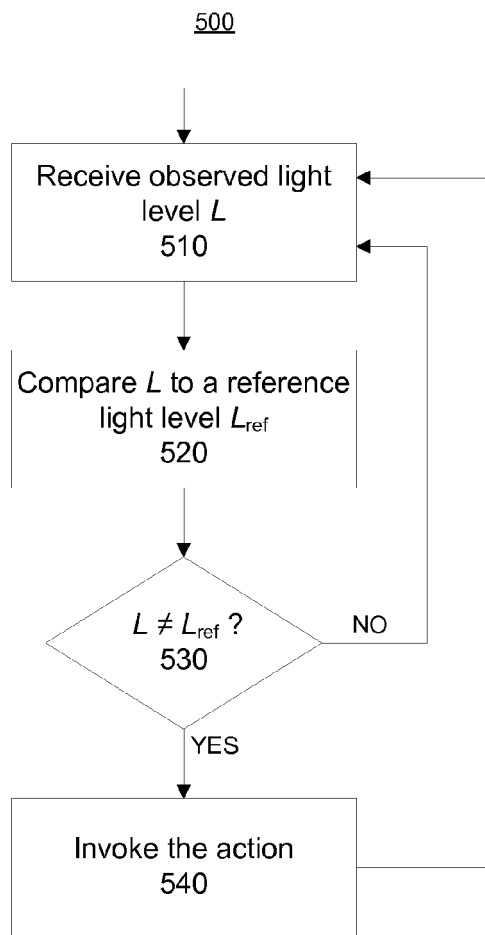 500
Receive observed light
level L
510
Compare L to a reference
light level Lref
520
L ≠ Lref ?
530
NO
YES
Invoke the action
540